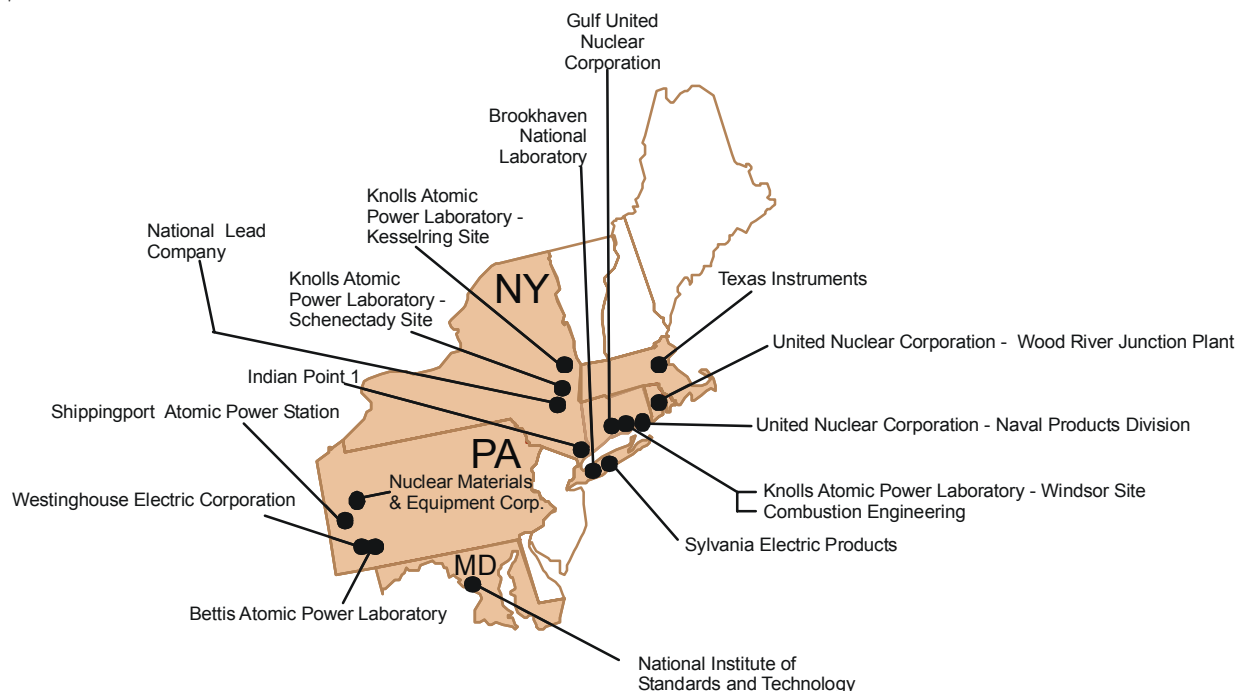 Gulf United
Nuclear
Corporation
Brookhaven
National
Laboratory
Knolls Atomic
Power Laboratory -
Kesselring Site
National Lead
Company
Knolls Atomic
Power Laboratory -
Schenectady Site
NY
Texas Instruments
United Nuclear Corporation - Wood River Junction Plant
Indian Point 1
Shippingport Atomic Power Station
United Nuclear Corporation - Naval Products Division
PA
Nuclear Materials
& Equipment Corp.
Westinghouse Electric Corporation
Knolls Atomic Power Laboratory - Windsor Site
Combustion Engineering
Sylvania Electric Products
MD
Bettis Atomic Power Laboratory
National Institute of
Standards and Technology